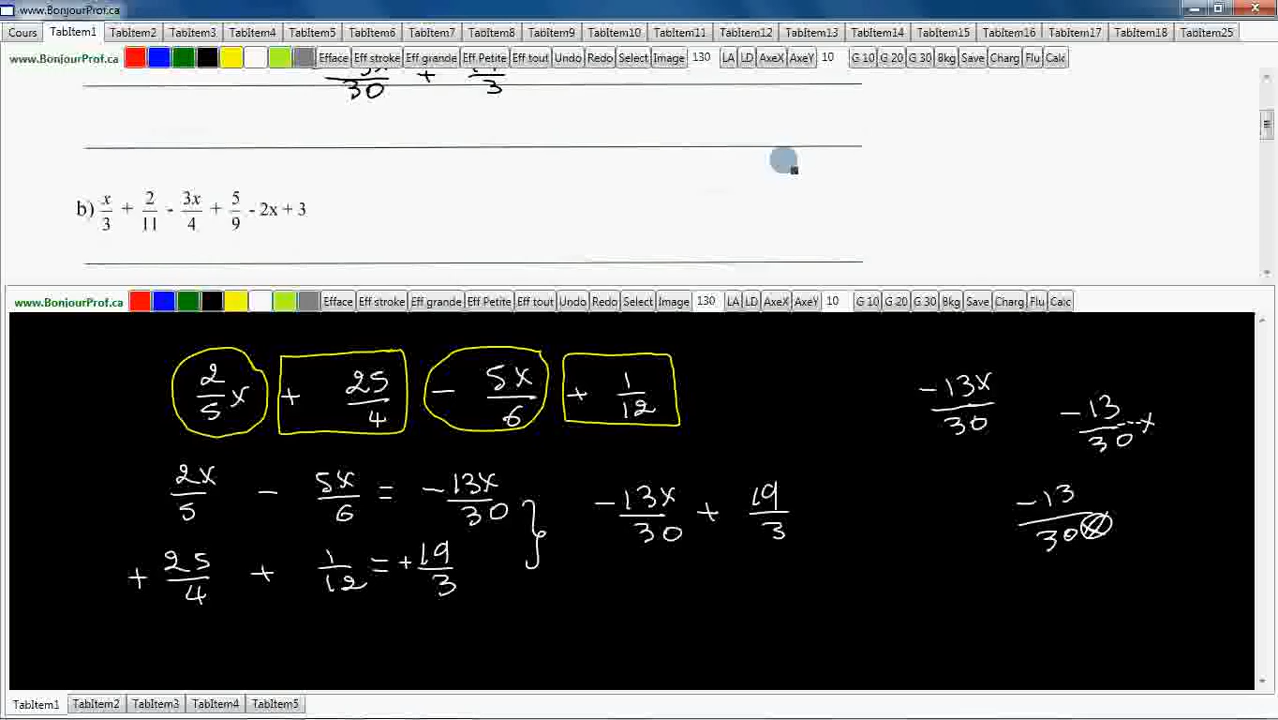 www.BonjourProf.ca
Cours TabItem1 TabItem2 TabItem3 TabItem4 TabItem5 TabItem6 TabItem7 TabItem8 TabItem9 TabItem10 TabItem11 TabItem12 TabItem13 TabItem14 TabItem15 TabItem16 TabItem17 TabItem18 TabItem25
www.BonjourProf.ca Efface Eff stroke Eff grande Eff Petite Eff tout Undo Redo Select Image 130 LA LD AxeX AxeY 10 G 10 G 20 G 30 Bkg Save Charg Flu Calc
30 + 3
b) x/3 + 2/11 - 3x/4 + 5/9 - 2x + 3
www.BonjourProf.ca Efface Eff stroke Eff grande Eff Petite Eff tout Undo Redo Select Image 130 LA LD AxeX AxeY 10 G 10 G 20 G 30 Bkg Save Charg Flu Calc
2/5 x + 25/4 - 5x/6 + 1/12
-13x/30
-13/30 x
2x/5 - 5x/6 = -13x/30 } -13x/30 + 19/3
-13/30 x
+ 25/4 + 1/12 = +19/3
TabItem1 TabItem2 TabItem3 TabItem4 TabItem5